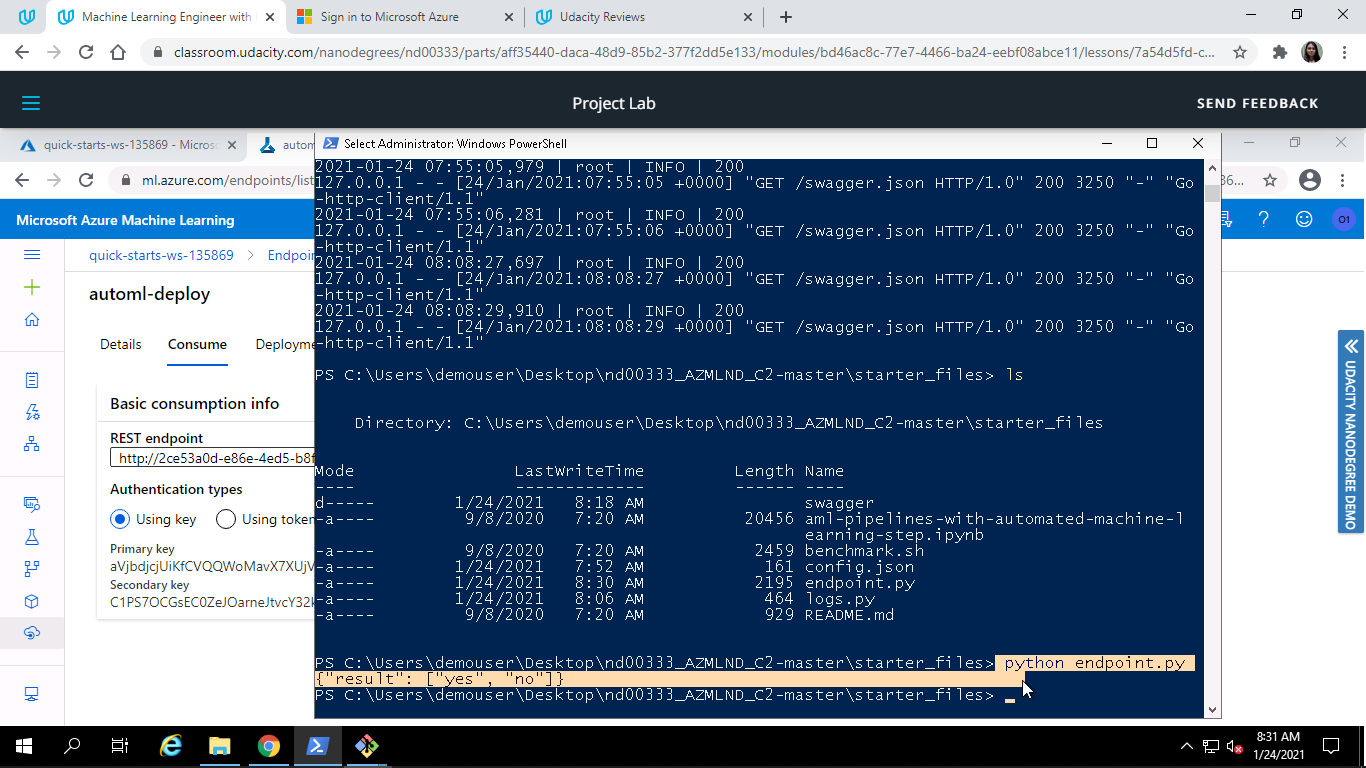 Machine Learning Engineer with
Sign in to Microsoft Azure
Udacity Reviews
classroom.udacity.com/nanodegrees/nd00333/parts/aff35440-daca-48d9-85b2-377f2dd5e133/modules/bd46ac8c-77e7-4466-ba24-eebf08abce11/lessons/7a54d5fd-c...
Project Lab
SEND FEEDBACK
quick-starts-ws-135869 - Micros
autom
Select Administrator: Windows PowerShell
ml.azure.com/endpoints/list
86...
Microsoft Azure Machine Learning
O1
quick-starts-ws-135869 > Endpoin
automl-deploy
Details
Consume
Deployme
Basic consumption info
REST endpoint
http://2ce53a0d-e86e-4ed5-b8f
Authentication types
Using key
Using token
Primary key
aVjbdjcjUiKfCVQQWoMavX7XUjV
Secondary key
C1PS7OCGsEC0ZeJOarneJtvcY32k
2021-01-24 07:55:05,979 | root | INFO | 200
127.0.0.1 - - [24/Jan/2021:07:55:05 +0000] "GET /swagger.json HTTP/1.0" 200 3250 "-" "Go
-http-client/1.1"
2021-01-24 07:55:06,281 | root | INFO | 200
127.0.0.1 - - [24/Jan/2021:07:55:06 +0000] "GET /swagger.json HTTP/1.0" 200 3250 "-" "Go
-http-client/1.1"
2021-01-24 08:08:27,697 | root | INFO | 200
127.0.0.1 - - [24/Jan/2021:08:08:27 +0000] "GET /swagger.json HTTP/1.0" 200 3250 "-" "Go
-http-client/1.1"
2021-01-24 08:08:29,910 | root | INFO | 200
127.0.0.1 - - [24/Jan/2021:08:08:29 +0000] "GET /swagger.json HTTP/1.0" 200 3250 "-" "Go
-http-client/1.1"
PS C:\Users\demouser\Desktop\nd00333_AZMLND_C2-master\starter_files> ls
Directory: C:\Users\demouser\Desktop\nd00333_AZMLND_C2-master\starter_files
Mode LastWriteTime Length Name
---- ------------- ------ ----
d----- 1/24/2021 8:18 AM swagger
-a---- 9/8/2020 7:20 AM 20456 aml-pipelines-with-automated-machine-l
earning-step.ipynb
-a---- 9/8/2020 7:20 AM 2459 benchmark.sh
-a---- 1/24/2021 7:52 AM 161 config.json
-a---- 1/24/2021 8:30 AM 2195 endpoint.py
-a---- 1/24/2021 8:06 AM 464 logs.py
-a---- 9/8/2020 7:20 AM 929 README.md
PS C:\Users\demouser\Desktop\nd00333_AZMLND_C2-master\starter_files> python endpoint.py
{"result": ["yes", "no"]}
PS C:\Users\demouser\Desktop\nd00333_AZMLND_C2-master\starter_files>
UDACITY NANODEGREE DEMO
8:31 AM
1/24/2021